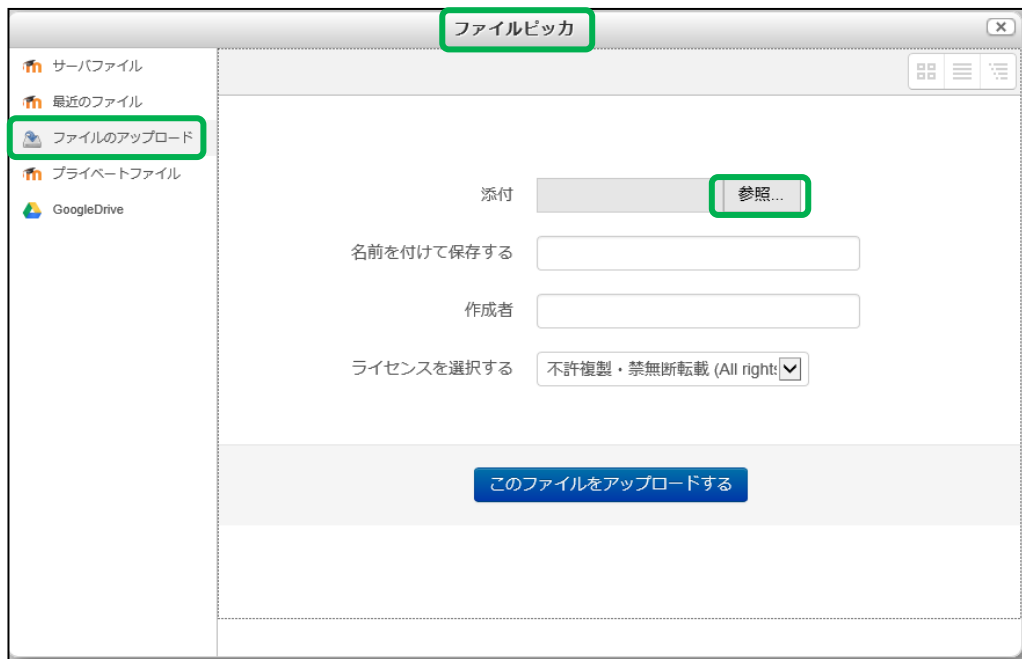 ファイルピッカ
サーバファイル
最近のファイル
ファイルのアップロード
プライベートファイル
GoogleDrive
添付
参照...
名前を付けて保存する
作成者
ライセンスを選択する
不許複製・禁無断転載 (All rights
このファイルをアップロードする